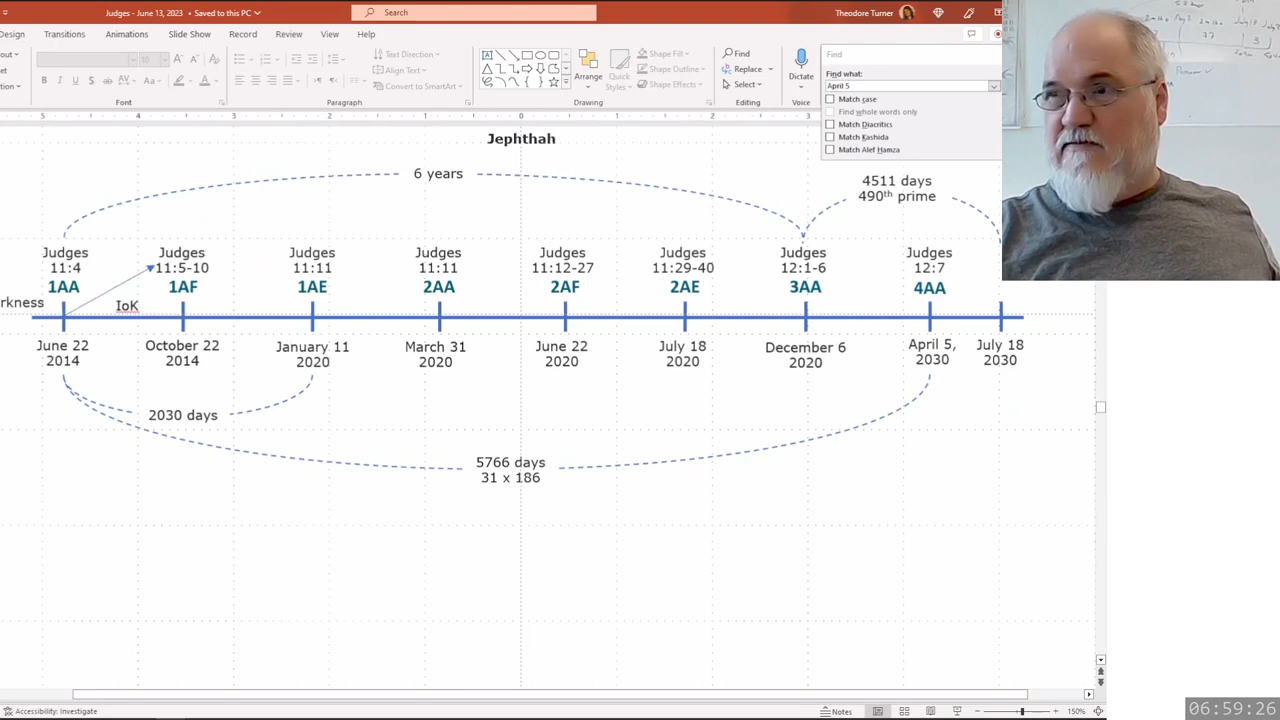 Judges - June 13, 2023 • Saved to this PC
Search
Theodore Turner
Design Transitions Animations Slide Show Record Review View Help
Text Direction
Align Text
Convert to SmartArt
Arrange
Quick Styles
Shape Fill
Shape Outline
Shape Effects
Find
Replace
Select
Dictate
Font
Paragraph
Drawing
Editing
Voice
Find
Find what:
April 5
Match case
Find whole words only
Match Diacritics
Match Kashida
Match Alef Hamza
Jephthah
6 years
4511 days
490th prime
Judges 11:4
1AA
Judges 11:5-10
1AF
Judges 11:11
1AE
Judges 11:11
2AA
Judges 11:12-27
2AF
Judges 11:29-40
2AE
Judges 12:1-6
3AA
Judges 12:7
4AA
rkness
IoK
June 22 2014
October 22 2014
January 11 2020
March 31 2020
June 22 2020
July 18 2020
December 6 2020
April 5, 2030
July 18 2030
2030 days
5766 days
31 x 186
Accessibility: Investigate
Notes
150%
06:59:26